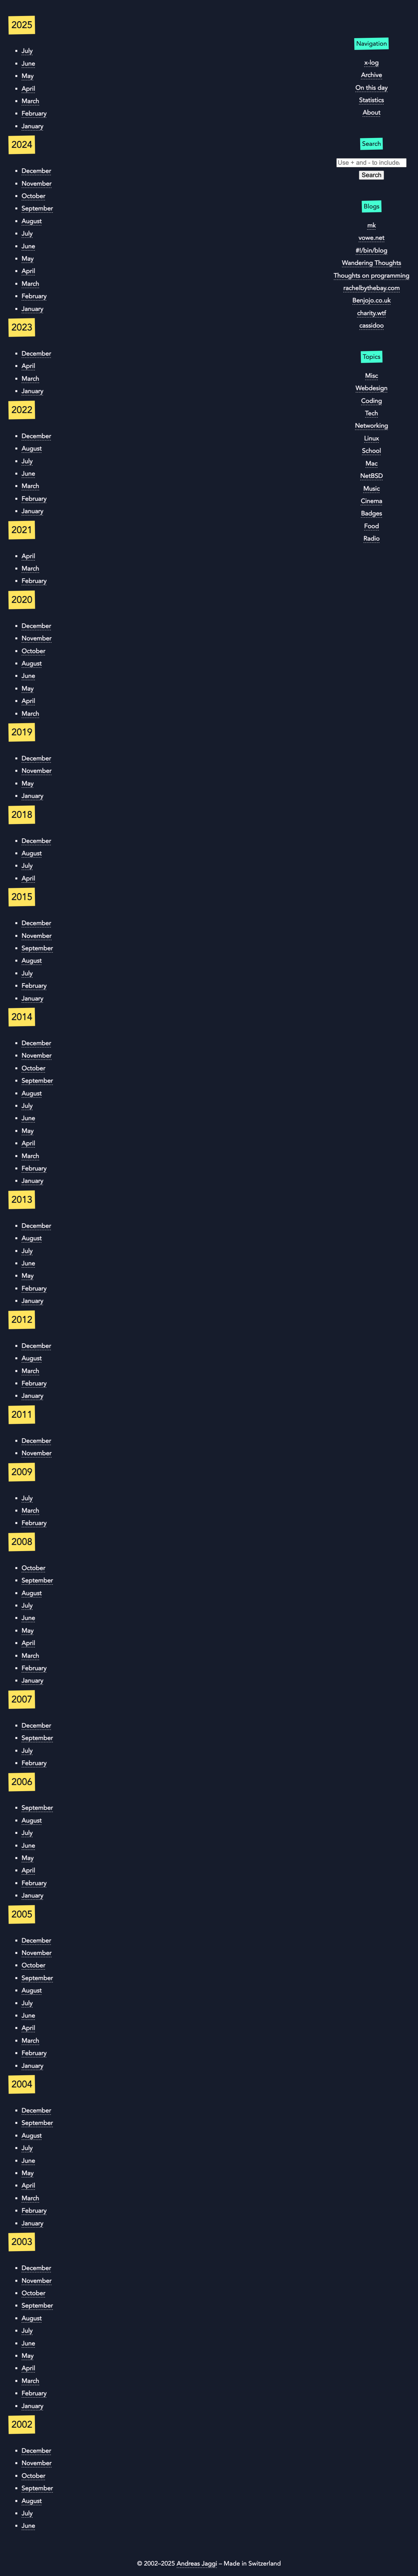 2025
July
June
May
April
March
February
January
2024
December
November
October
September
August
July
June
May
April
March
February
January
2023
December
April
March
January
2022
December
August
July
June
March
February
January
2021
April
March
February
2020
December
November
October
August
June
May
April
March
2019
December
November
May
January
2018
December
August
July
April
2015
December
November
September
August
July
February
January
2014
December
November
October
September
August
July
June
May
April
March
February
January
2013
December
August
July
June
May
February
January
2012
December
August
March
February
January
2011
December
November
2009
July
March
February
2008
October
September
August
July
June
May
April
March
February
January
2007
December
September
July
February
2006
September
August
July
June
May
April
February
January
2005
December
November
October
September
August
July
June
April
March
February
January
2004
December
September
August
July
June
May
April
March
February
January
2003
December
November
October
September
August
July
June
May
April
March
February
January
2002
December
November
October
September
August
July
June
Navigation
x-log
Archive
On this day
Statistics
About
Search
Use + and - to include.
Search
Blogs
mk
vowe.net
#!/bin/blog
Wandering Thoughts
Thoughts on programming
rachelbythebay.com
Benjojo.co.uk
charity.wtf
cassidoo
Topics
Misc
Webdesign
Coding
Tech
Networking
Linux
School
Mac
NetBSD
Music
Cinema
Badges
Food
Radio
© 2002–2025 Andreas Jaggi – Made in Switzerland